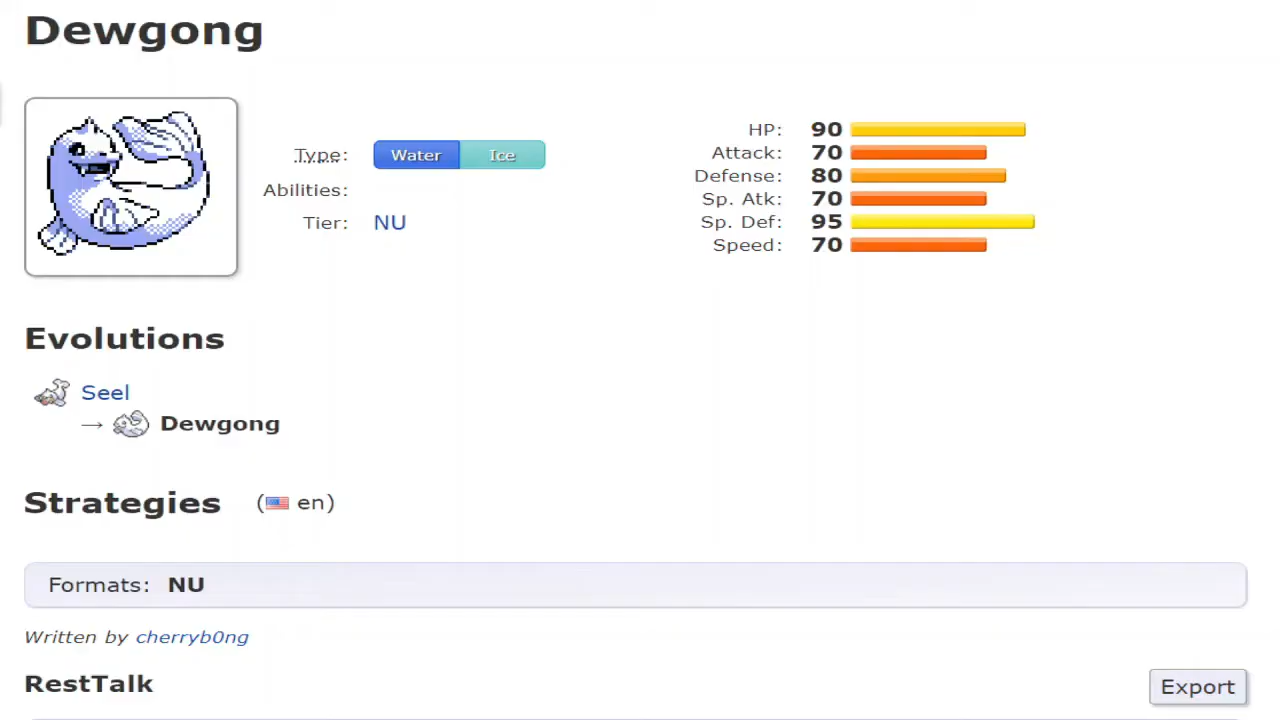 Dewgong
Type: Water Ice
Abilities:
Tier: NU
HP: 90
Attack: 70
Defense: 80
Sp. Atk: 70
Sp. Def: 95
Speed: 70
Evolutions
Seel
→ Dewgong
Strategies (en)
Formats: NU
Written by cherryb0ng
RestTalk
Export